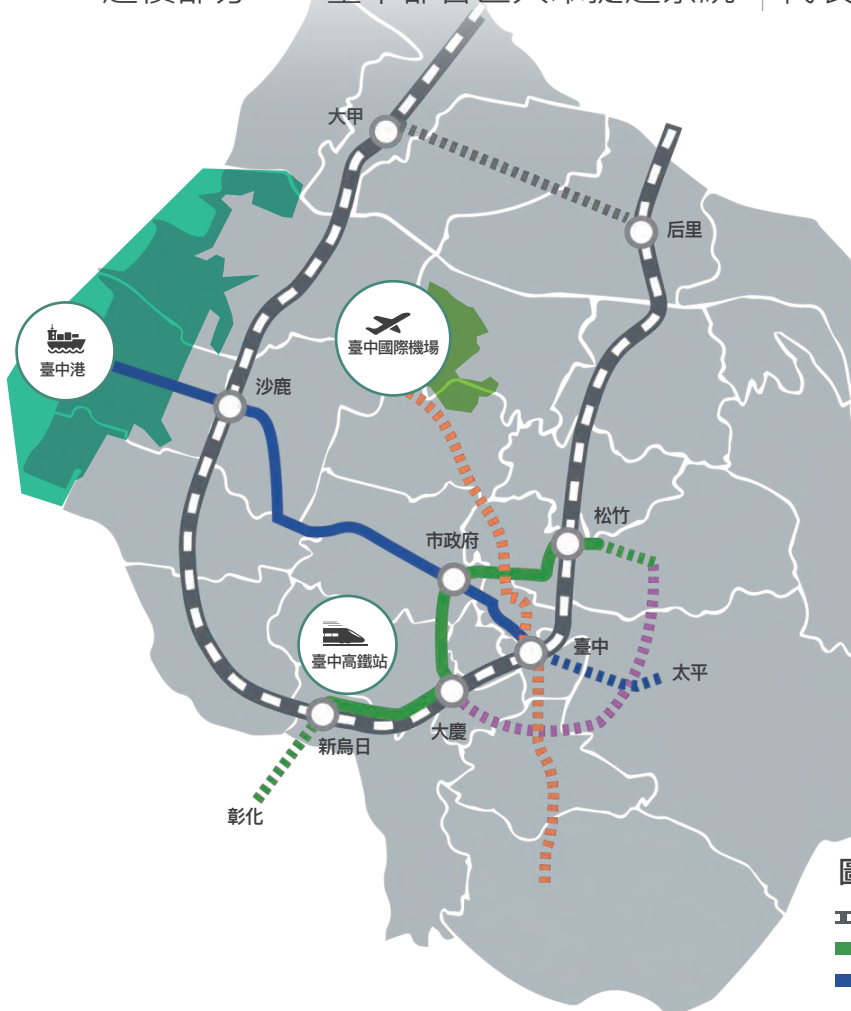 大甲
后里
臺中國際機場
臺中港
沙鹿
松竹
市政府
臺中
臺中高鐵站
太平
大慶
新烏日
彰化